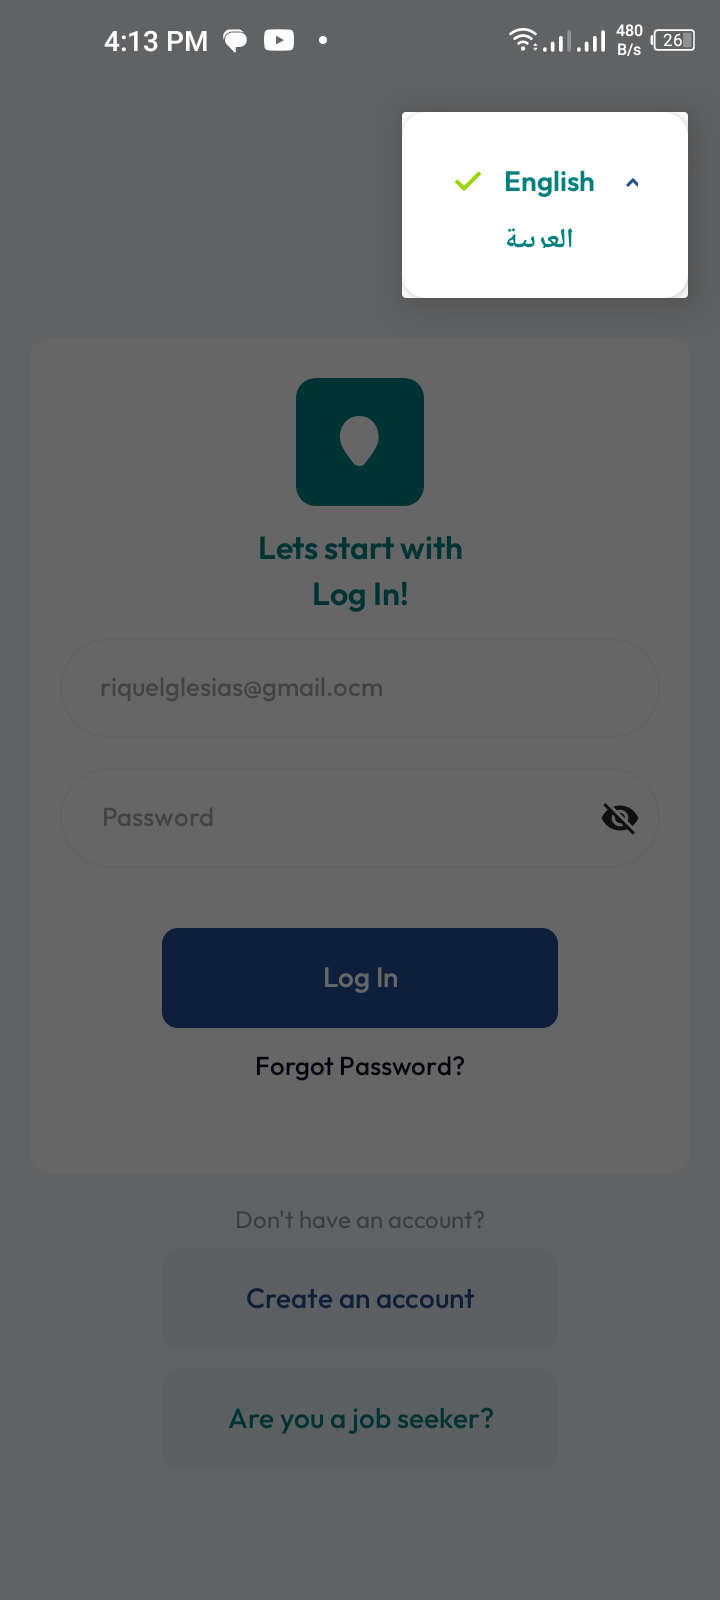 4:13 PM
480
B/s
26
English
العربية
Lets start with
Log In!
riquelglesias@gmail.ocm
Password
Log In
Forgot Password?
Don't have an account?
Create an account
Are you a job seeker?